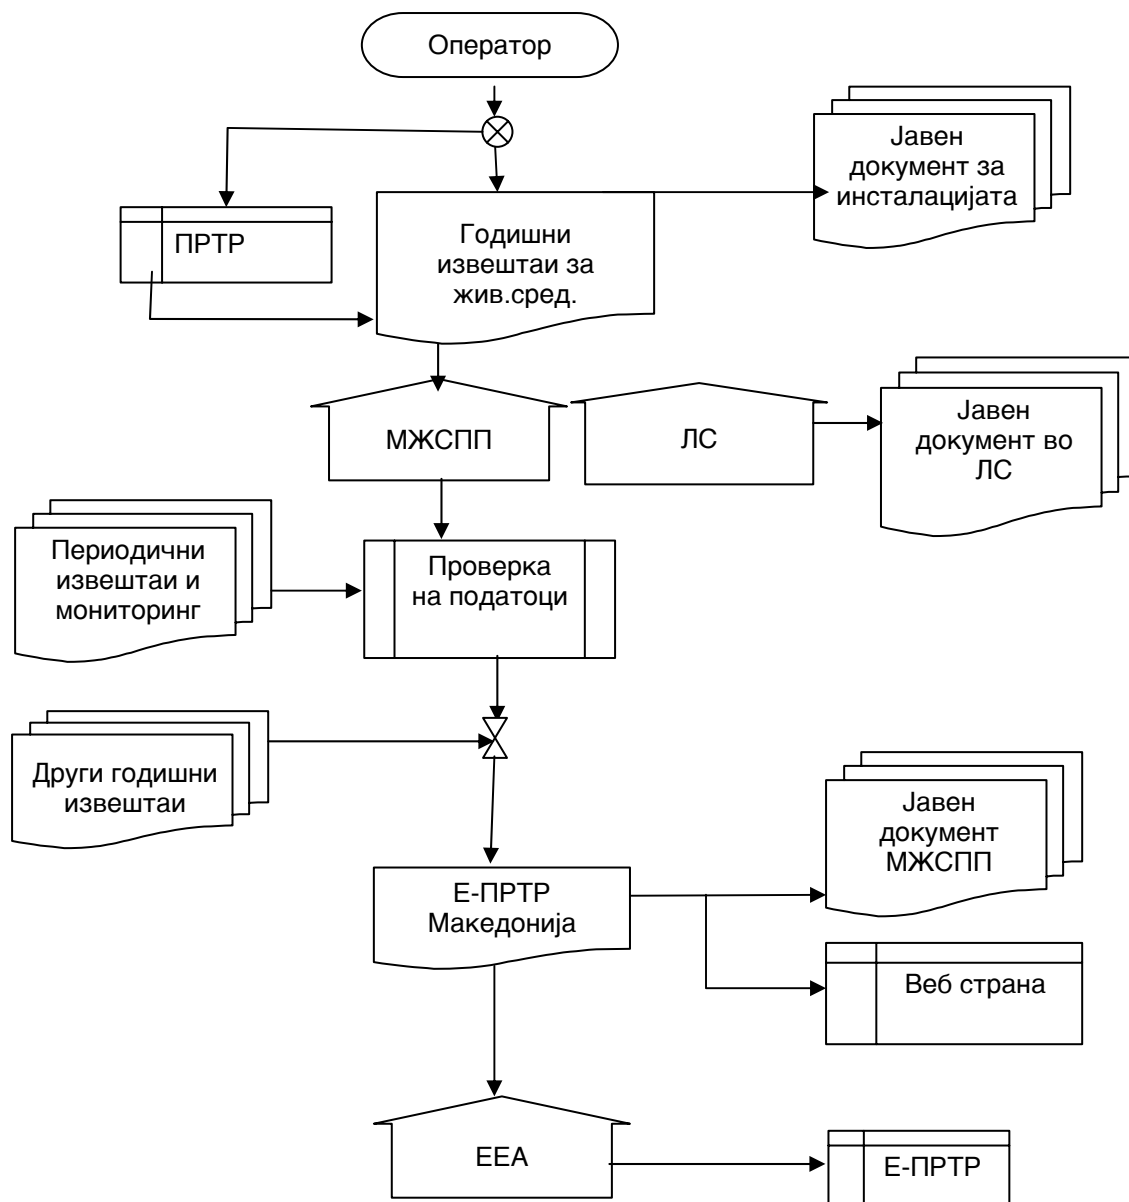 Оператор
Јавен
документ за
инсталацијата
ПРТР
Годишни
извештаи за
жив.сред.
МЖСПП
ЛС
Јавен
документ во
ЛС
Периодични
извештаи и
мониторинг
Проверка
на податоци
Други годишни
извештаи
Јавен
документ
МЖСПП
Е-ПРТР
Македонија
Веб страна
ЕЕА
Е-ПРТР